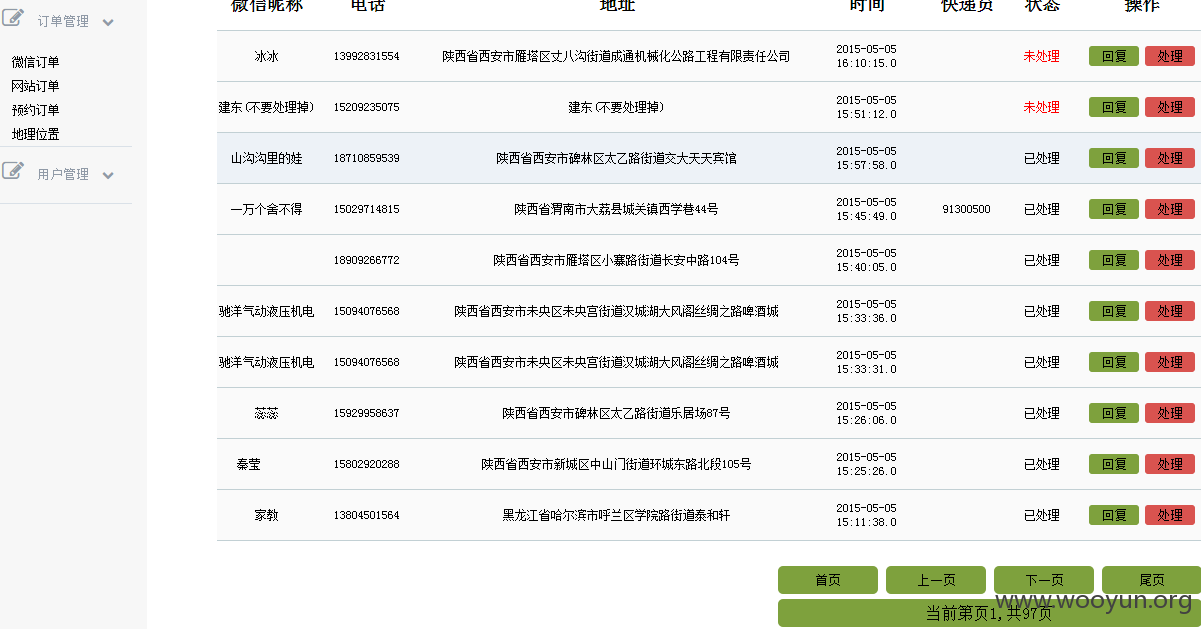 微信昵称 电话 地址 时间 快递员 状态 操作
订单管理
微信订单
网站订单
预约订单
地理位置
用户管理
冰冰 13992831554 陕西省西安市雁塔区丈八沟街道成通机械化公路工程有限责任公司 2015-05-05 16:10:15.0 未处理 回复 处理
建东(不要处理掉) 15209235075 建东(不要处理掉) 2015-05-05 15:51:12.0 未处理 回复 处理
山沟沟里的娃 18710859539 陕西省西安市碑林区太乙路街道交大天天宾馆 2015-05-05 15:57:58.0 已处理 回复 处理
一万个舍不得 15029714815 陕西省渭南市大荔县城关镇西学巷44号 2015-05-05 15:45:49.0 91300500 已处理 回复 处理
18909266772 陕西省西安市雁塔区小寨路街道长安中路104号 2015-05-05 15:40:05.0 已处理 回复 处理
驰洋气动液压机电 15094076568 陕西省西安市未央区未央宫街道汉城湖大风阁丝绸之路啤酒城 2015-05-05 15:33:36.0 已处理 回复 处理
驰洋气动液压机电 15094076568 陕西省西安市未央区未央宫街道汉城湖大风阁丝绸之路啤酒城 2015-05-05 15:33:31.0 已处理 回复 处理
蕊蕊 15929958637 陕西省西安市碑林区太乙路街道乐居场87号 2015-05-05 15:26:06.0 已处理 回复 处理
秦莹 15802920288 陕西省西安市新城区中山门街道环城东路北段105号 2015-05-05 15:25:26.0 已处理 回复 处理
家教 13804501564 黑龙江省哈尔滨市呼兰区学院路街道泰和轩 2015-05-05 15:11:38.0 已处理 回复 处理
首页 上一页 下一页 尾页
当前第页1,共97页
www.wooyun.org